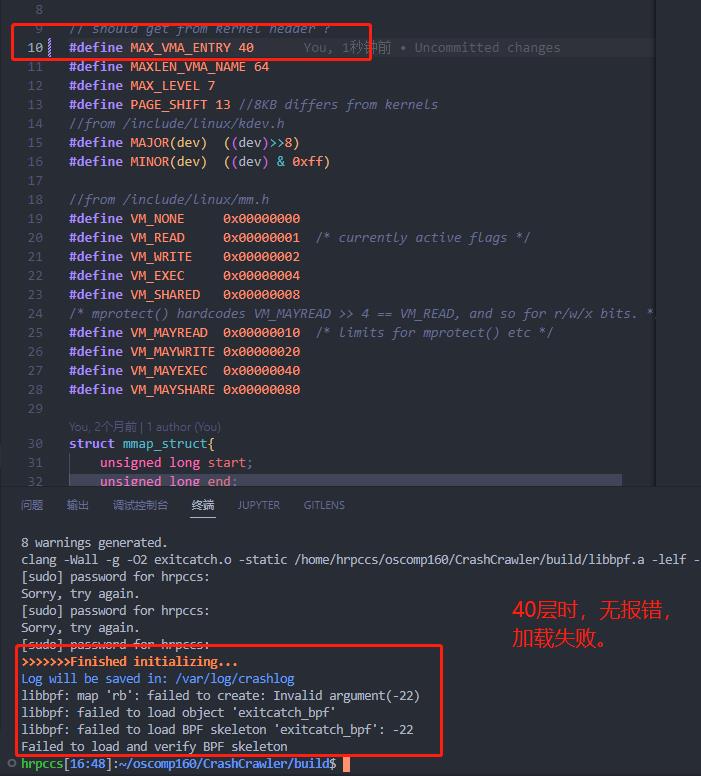 8
9 // should get from kernel header ?
10 #define MAX_VMA_ENTRY 40 You, 1秒钟前 • Uncommitted changes
11 #define MAXLEN_VMA_NAME 64
12 #define MAX_LEVEL 7
13 #define PAGE_SHIFT 13 //8KB differs from kernels
14 //from /include/linux/kdev.h
15 #define MAJOR(dev) ((dev)>>8)
16 #define MINOR(dev) ((dev) & 0xff)
17
18 //from /include/linux/mm.h
19 #define VM_NONE 0x00000000
20 #define VM_READ 0x00000001 /* currently active flags */
21 #define VM_WRITE 0x00000002
22 #define VM_EXEC 0x00000004
23 #define VM_SHARED 0x00000008
24 /* mprotect() hardcodes VM_MAYREAD >> 4 == VM_READ, and so for r/w/x bits. *
25 #define VM_MAYREAD 0x00000010 /* limits for mprotect() etc */
26 #define VM_MAYWRITE 0x00000020
27 #define VM_MAYEXEC 0x00000040
28 #define VM_MAYSHARE 0x00000080
29
You, 2个月前 | 1 author (You)
30 struct mmap_struct{
31 unsigned long start;
32 unsigned long end;
问题 输出 调试控制台 终端 JUPYTER GITLENS
8 warnings generated.
clang -Wall -g -O2 exitcatch.o -static /home/hrpccs/oscomp160/CrashCrawler/build/libbpf.a -lelf -
[sudo] password for hrpccs:
Sorry, try again.
[sudo] password for hrpccs:
Sorry, try again.
[sudo] password for hrpccs:
>>>>>>>Finished initializing...
Log will be saved in: /var/log/crashlog
libbpf: map 'rb': failed to create: Invalid argument(-22)
libbpf: failed to load object 'exitcatch_bpf'
libbpf: failed to load BPF skeleton 'exitcatch_bpf': -22
Failed to load and verify BPF skeleton
hrpccs[16:48]:~/oscomp160/CrashCrawler/build$
40层时，无报错，
加载失败。